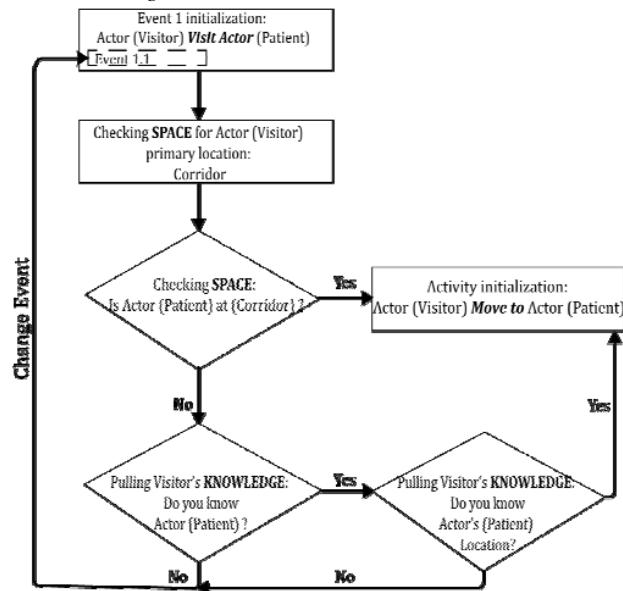 Event 1 initialization:
Actor (Visitor) Visit Actor (Patient)
Event 1.1
Checking SPACE for Actor (Visitor)
primary location:
Corridor
Checking SPACE:
Is Actor {Patient} at {Corridor}?
Yes
Activity initialization:
Actor (Visitor) Move to Actor (Patient)
Change Event
No
Yes
Pulling Visitor's KNOWLEDGE:
Do you know
Actor {Patient}?
Yes
Pulling Visitor's KNOWLEDGE:
Do you know
Actor's {Patient}
Location?
No
No